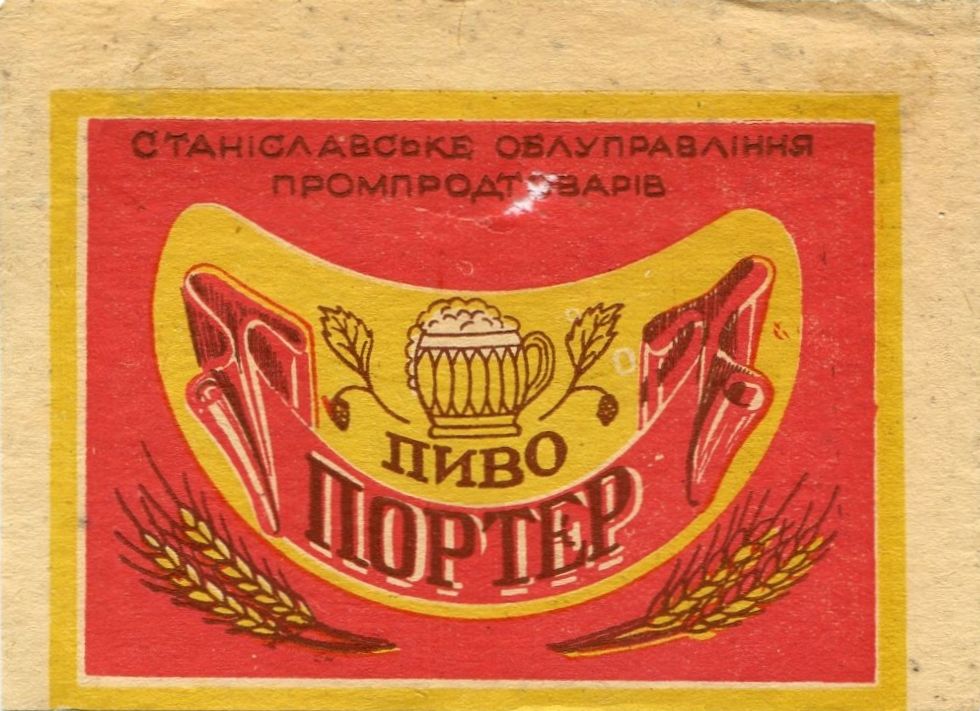 СТАНІСЛАВСЬКЕ ОБЛУПРАВЛІННЯ
ПРОМПРОДТОВАРІВ
ПИВО
ПОРТЕР